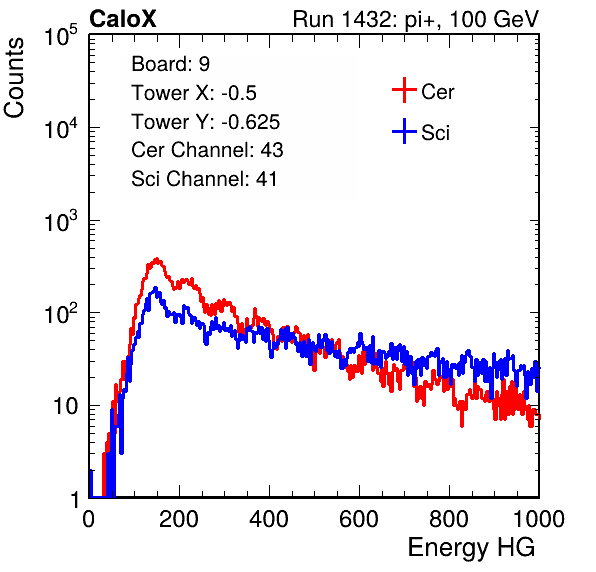 CaloX Run 1432: pi+, 100 GeV
Board: 9
Tower X: -0.5
Tower Y: -0.625
Cer Channel: 43
Sci Channel: 41
Cer
Sci
Counts
10^5
10^4
10^3
10^2
10
1
0 200 400 600 800 1000
Energy HG